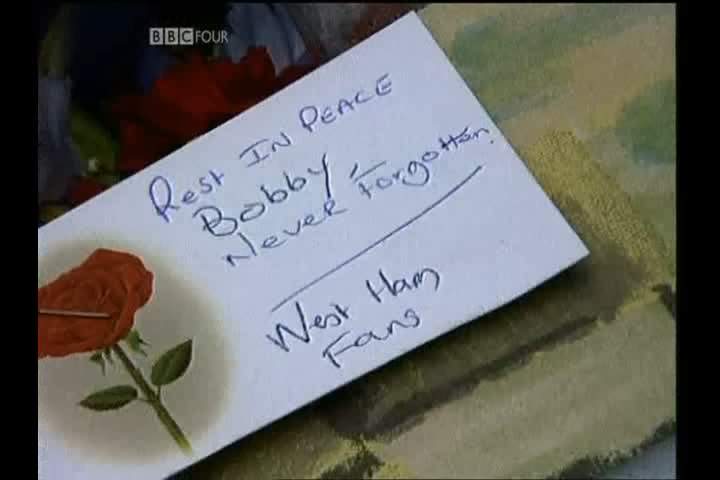 BBC FOUR
Rest IN PEACE
Bobby,
Never Forgotten.
West Ham
Fans